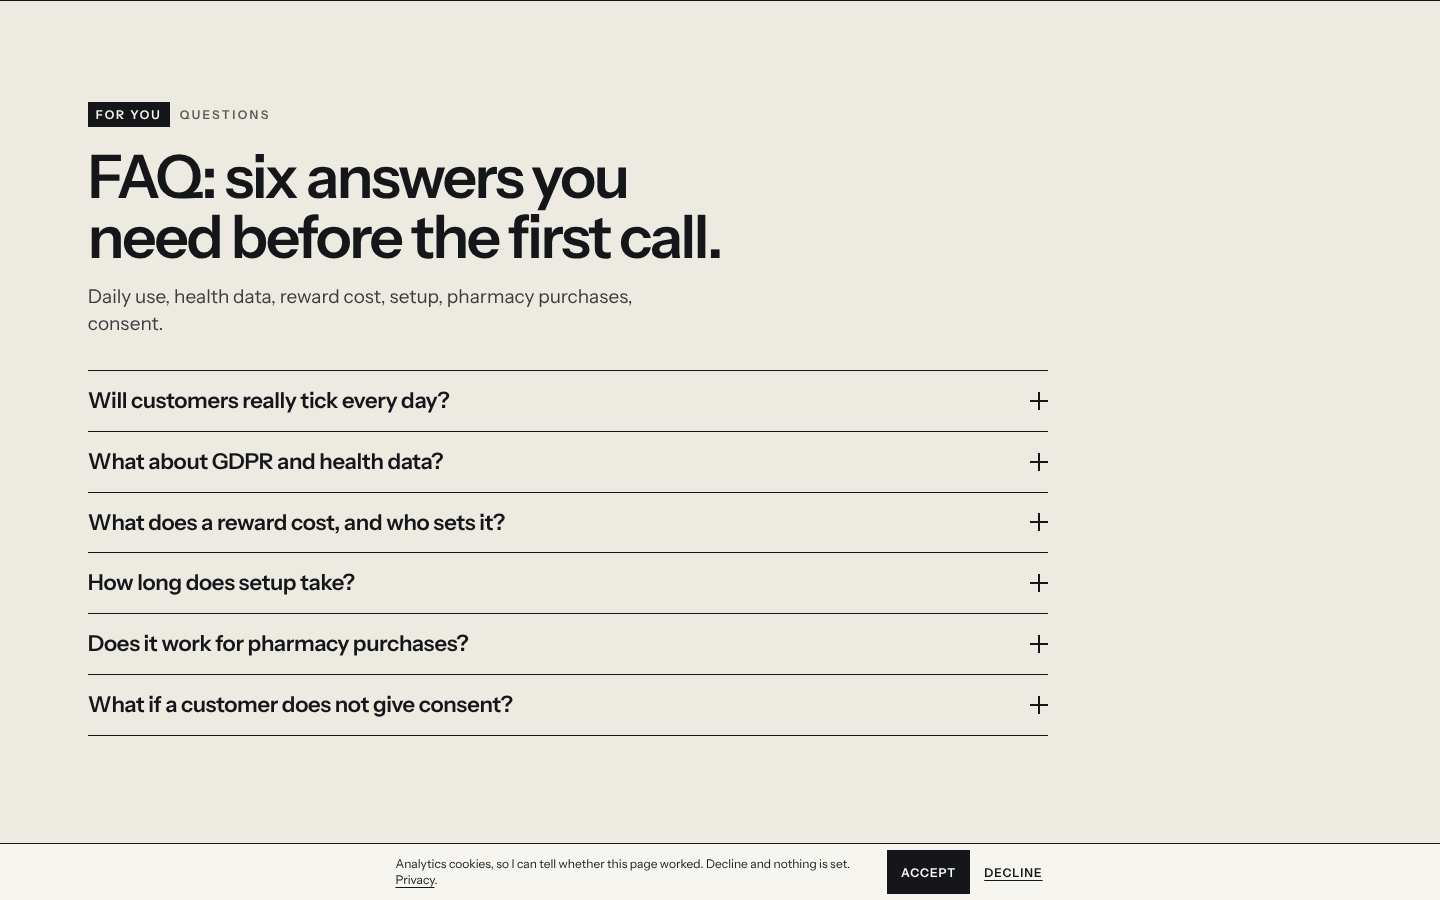 FOR YOU QUESTIONS
FAQ: six answers you
need before the first call.
Daily use, health data, reward cost, setup, pharmacy purchases,
consent.
Will customers really tick every day?
What about GDPR and health data?
What does a reward cost, and who sets it?
How long does setup take?
Does it work for pharmacy purchases?
What if a customer does not give consent?
Analytics cookies, so I can tell whether this page worked. Decline and nothing is set.
Privacy.
ACCEPT DECLINE